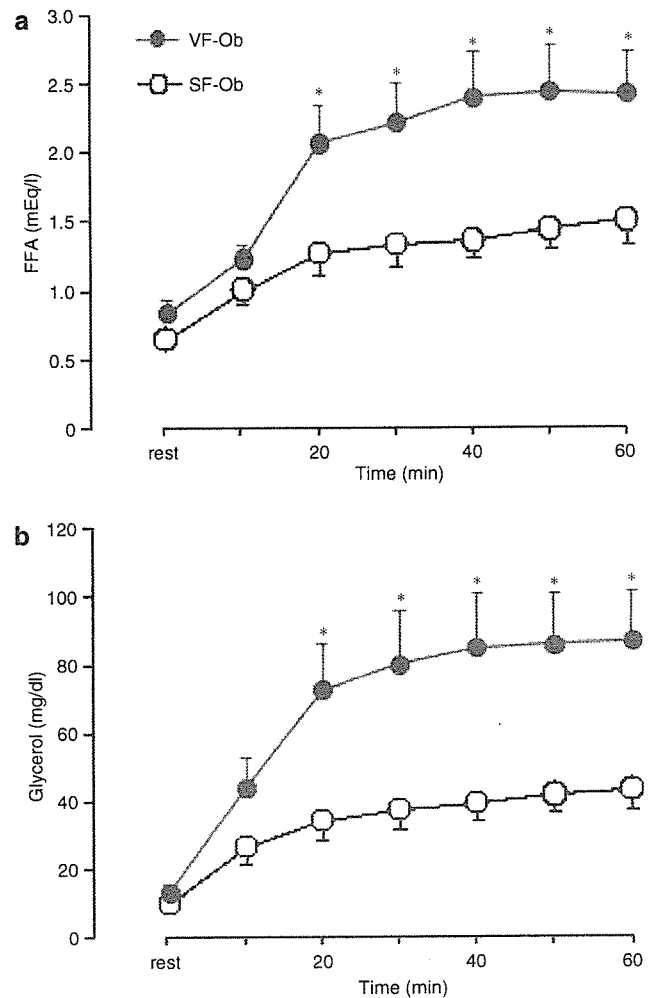 a
3.0
VF-Ob
SF-Ob
2.5
2.0
1.5
1.0
0.5
0
FFA (mEq/l)
* * * * *
rest 20 40 60
Time (min)
b
120
100
80
60
40
20
0
Glycerol (mg/dl)
* * * * *
rest 20 40 60
Time (min)